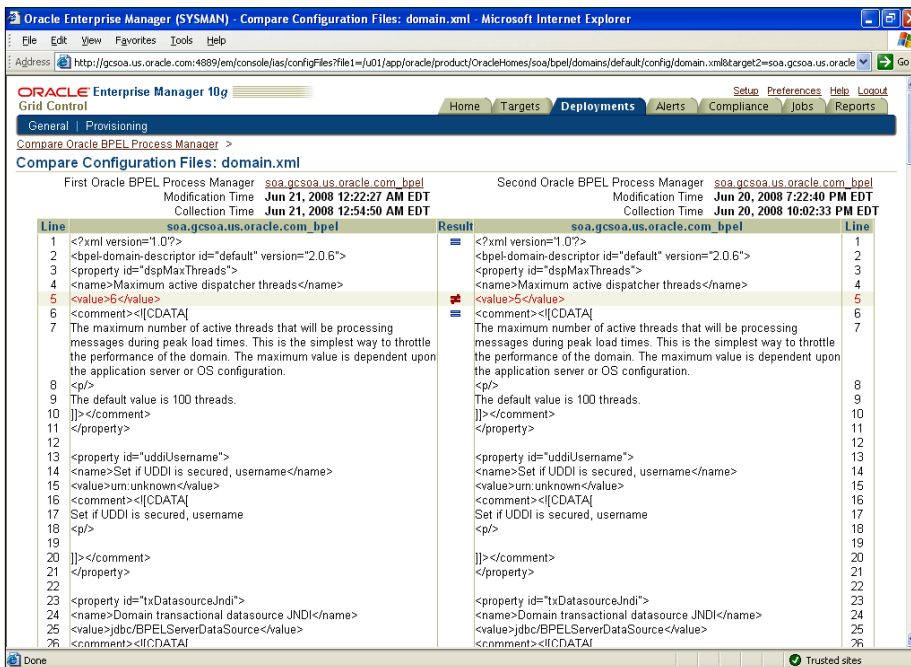 Oracle Enterprise Manager (SYSMAN) - Compare Configuration Files: domain.xml - Microsoft Internet Explorer
File Edit View Favorites Tools Help
Address http://gcsoa.us.oracle.com:4889/em/console/ias/configFiles?file1=/u01/app/oracle/product/OracleHomes/soa/bpel/domains/default/config/domain.xml&target2=soa.gcsoa.us.oracle Go
ORACLE Enterprise Manager 10g
Grid Control
Setup Preferences Help Logout
Home Targets Deployments Alerts Compliance Jobs Reports
General | Provisioning
Compare Oracle BPEL Process Manager >
Compare Configuration Files: domain.xml
First Oracle BPEL Process Manager soa.gcsoa.us.oracle.com_bpel Second Oracle BPEL Process Manager soa.gcsoa.us.oracle.com_bpel
Modification Time Jun 21, 2008 12:22:27 AM EDT Modification Time Jun 20, 2008 7:22:40 PM EDT
Collection Time Jun 21, 2008 12:54:50 AM EDT Collection Time Jun 20, 2008 10:02:33 PM EDT
Line soa.gcsoa.us.oracle.com_bpel Result soa.gcsoa.us.oracle.com_bpel Line
1 <?xml version='1.0'?> = <?xml version='1.0'?> 1
2 <bpel-domain-descriptor id="default" version="2.0.6"> <bpel-domain-descriptor id="default" version="2.0.6"> 2
3 <property id="dspMaxThreads"> <property id="dspMaxThreads"> 3
4 <name>Maximum active dispatcher threads</name> <name>Maximum active dispatcher threads</name> 4
5 <value>6</value> ≠ <value>5</value> 5
6 <comment><![CDATA[ = <comment><![CDATA[ 6
7 The maximum number of active threads that will be processing The maximum number of active threads that will be processing 7
messages during peak load times. This is the simplest way to throttle messages during peak load times. This is the simplest way to throttle
the performance of the domain. The maximum value is dependent upon the performance of the domain. The maximum value is dependent upon
the application server or OS configuration. the application server or OS configuration.
8 <p/> <p/> 8
9 The default value is 100 threads. The default value is 100 threads. 9
10 ]]></comment> ]]></comment> 10
11 </property> </property> 11
12 12
13 <property id="uddiUsername"> <property id="uddiUsername"> 13
14 <name>Set if UDDI is secured, username</name> <name>Set if UDDI is secured, username</name> 14
15 <value>urn:unknown</value> <value>urn:unknown</value> 15
16 <comment><![CDATA[ <comment><![CDATA[ 16
17 Set if UDDI is secured, username Set if UDDI is secured, username 17
18 <p/> <p/> 18
19 19
20 ]]></comment> ]]></comment> 20
21 </property> </property> 21
22 22
23 <property id="txDatasourceJndi"> <property id="txDatasourceJndi"> 23
24 <name>Domain transactional datasource JNDI</name> <name>Domain transactional datasource JNDI</name> 24
25 <value>jdbc/BPELServerDataSource</value> <value>jdbc/BPELServerDataSource</value> 25
26 <comment><![CDATA[ <comment><![CDATA[ 26
Done Trusted sites